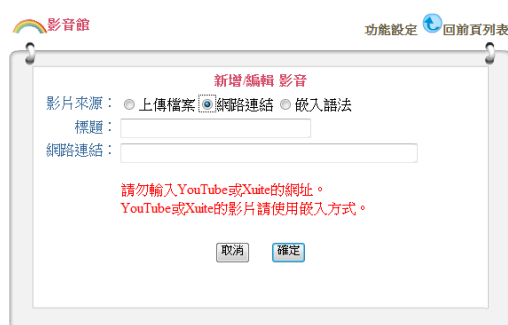 影音館
功能設定 回前頁列表
新增/編輯 影音
影片來源： 上傳檔案 網路連結 嵌入語法
標題：
網路連結：
請勿輸入YouTube或Xuite的網址。
YouTube或Xuite的影片請使用嵌入方式。
取消 確定